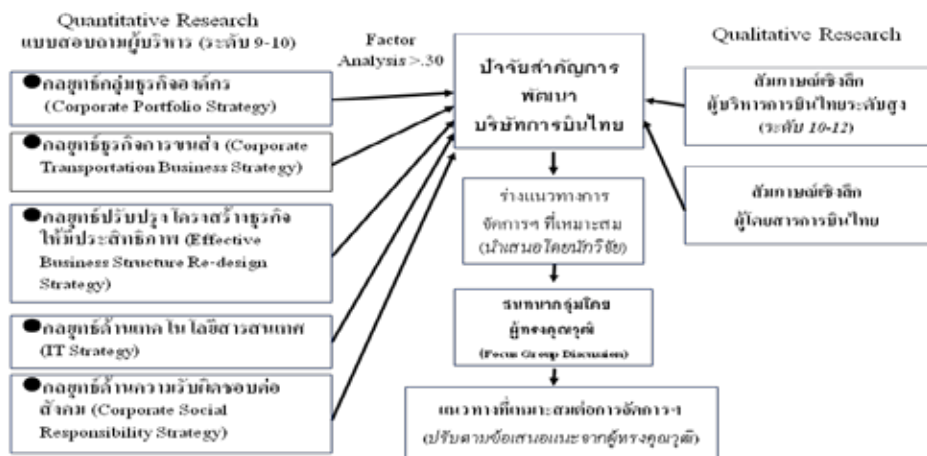 Quantitative Research
แบบสอบถามผู้บริหาร (ระดับ 9-10)
●กลยุทธ์กลุ่มธุรกิจองค์กร
(Corporate Portfolio Strategy)
●กลยุทธ์ธุรกิจการขนส่ง (Corporate
Transportation Business Strategy)
●กลยุทธ์ปรับปรุงโครงสร้างธุรกิจ
ให้มีประสิทธิภาพ (Effective
Business Structure Re-design
Strategy)
●กลยุทธ์ด้านเทคโนโลยีสารสนเทศ
(IT Strategy)
●กลยุทธ์ด้านความรับผิดชอบต่อ
สังคม (Corporate Social
Responsibility Strategy)
Factor
Analysis >.30
ปัจจัยสำคัญการ
พัฒนา
บริษัทการบินไทย
ร่างแนวทางการ
จัดการฯ ที่เหมาะสม
(นำเสนอโดยนักวิจัย)
สนทนากลุ่มโดย
ผู้ทรงคุณวุฒิ
(Focus Group Discussion)
แนวทางที่เหมาะสมต่อการจัดการฯ
(ปรับตามข้อเสนอแนะจากผู้ทรงคุณวุฒิ)
Qualitative Research
สัมภาษณ์เชิงลึก
ผู้บริหารการบินไทยระดับสูง
(ระดับ 10-12)
สัมภาษณ์เชิงลึก
ผู้โดยสารการบินไทย